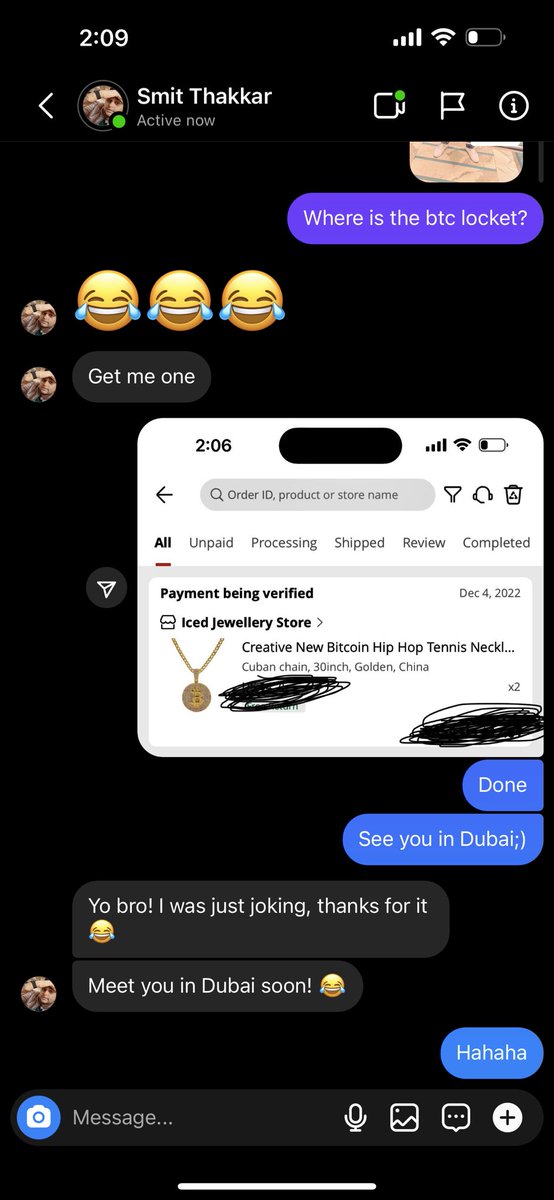 2:09
Smit Thakkar
Active now
Where is the btc locket?
😂😂😂
Get me one
2:06
Order ID, product or store name
All Unpaid Processing Shipped Review Completed
Payment being verified Dec 4, 2022
Iced Jewellery Store >
Creative New Bitcoin Hip Hop Tennis Neckl...
Cuban chain, 30inch, Golden, China
x2
Done
See you in Dubai;)
Yo bro! I was just joking, thanks for it
😂
Meet you in Dubai soon! 😂
Hahaha
Message...